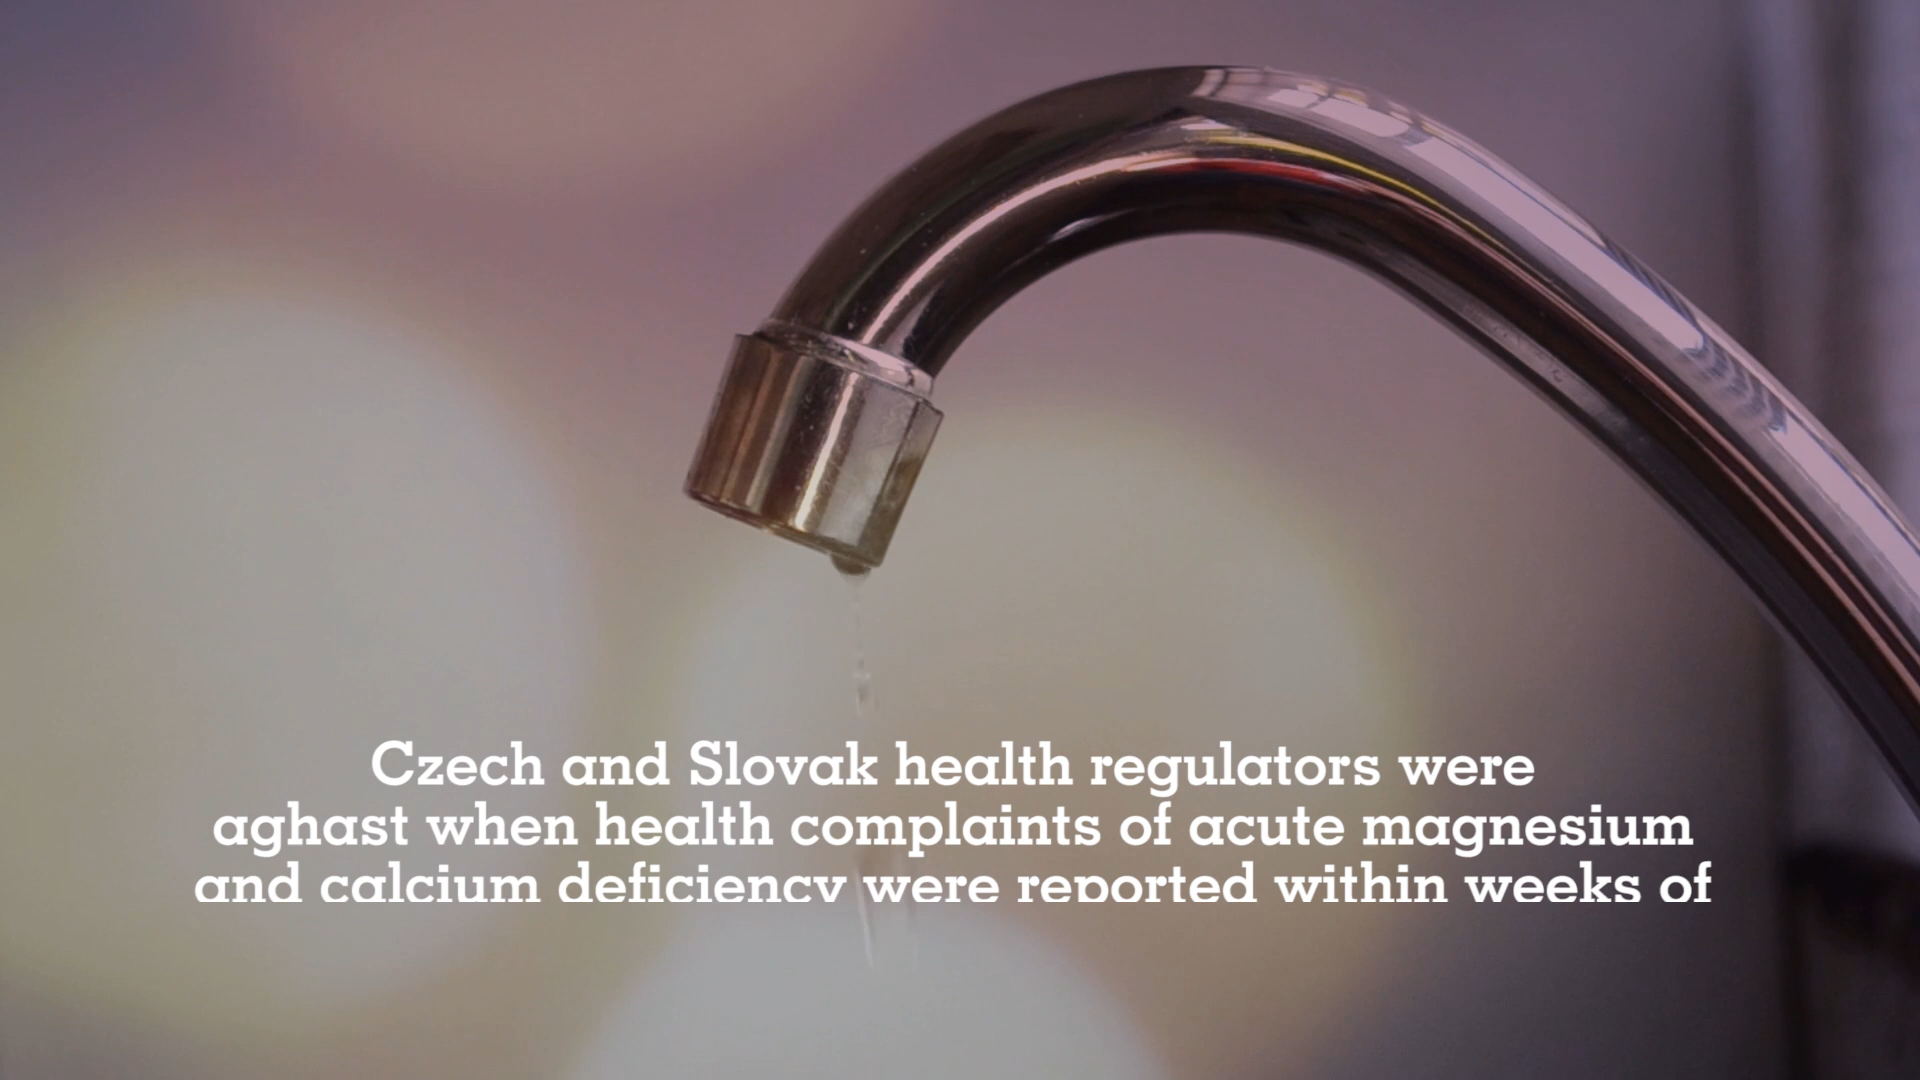 Czech and Slovak health regulators were
aghast when health complaints of acute magnesium
and calcium deficiency were reported within weeks of